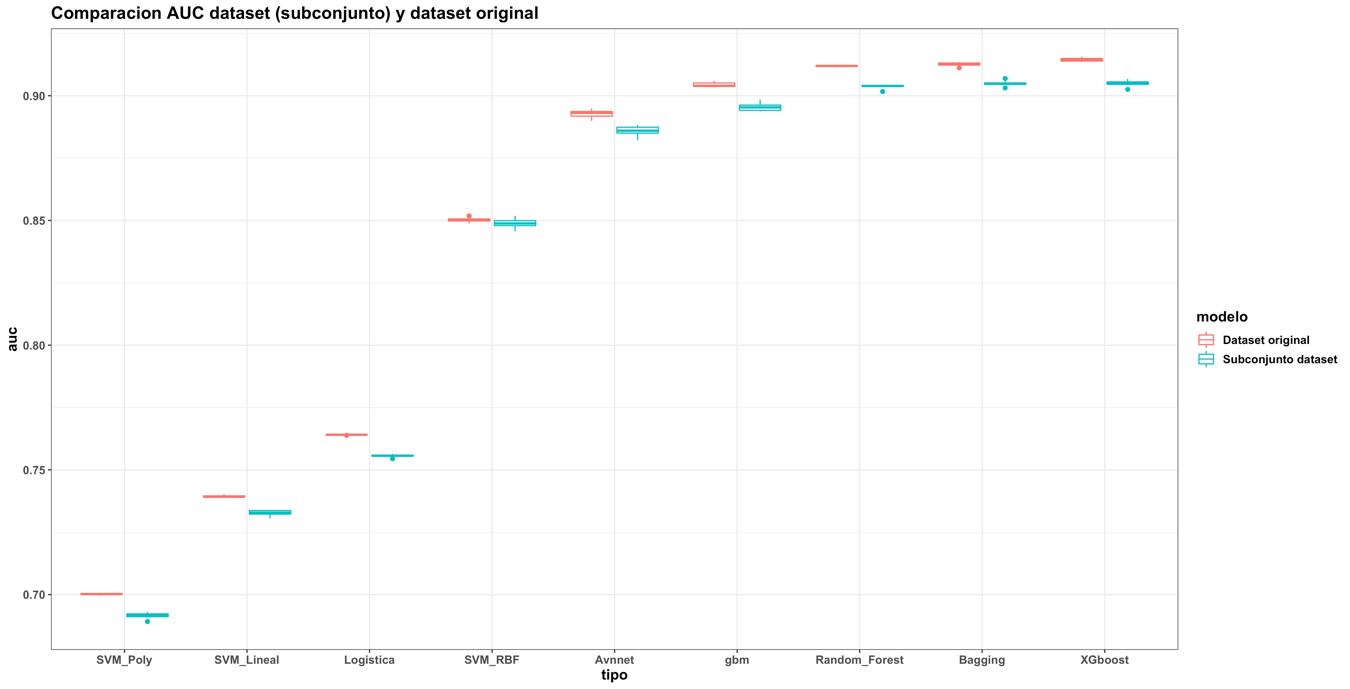 Comparacion AUC dataset (subconjunto) y dataset original
auc
0.90
0.85
0.80
0.75
0.70
SVM_Poly SVM_Lineal Logistica SVM_RBF Avnnet gbm Random_Forest Bagging XGboost
tipo
modelo
Dataset original
Subconjunto dataset